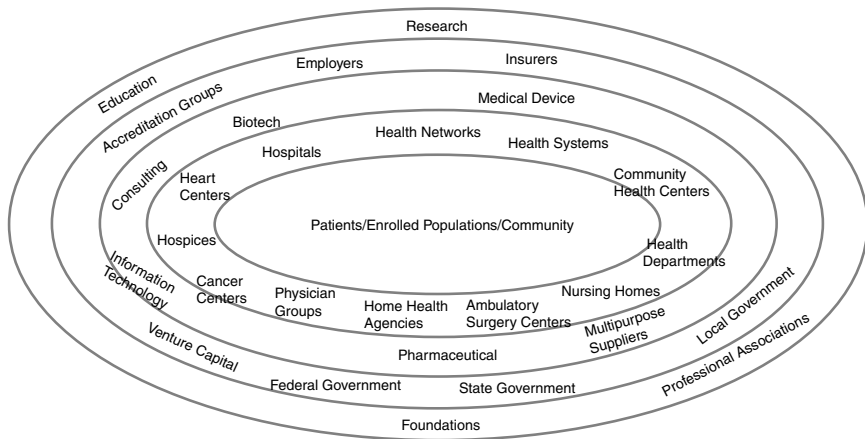 Research
Employers
Insurers
Education
Accreditation Groups
Medical Device
Biotech
Health Networks
Health Systems
Hospitals
Consulting
Heart
Centers
Community
Health Centers
Patients/Enrolled Populations/Community
Hospices
Health
Departments
Information
Technology
Cancer
Centers
Physician
Groups
Home Health
Agencies
Ambulatory
Surgery Centers
Nursing Homes
Multipurpose
Suppliers
Local Government
Venture Capital
Pharmaceutical
Professional Associations
Federal Government
State Government
Foundations